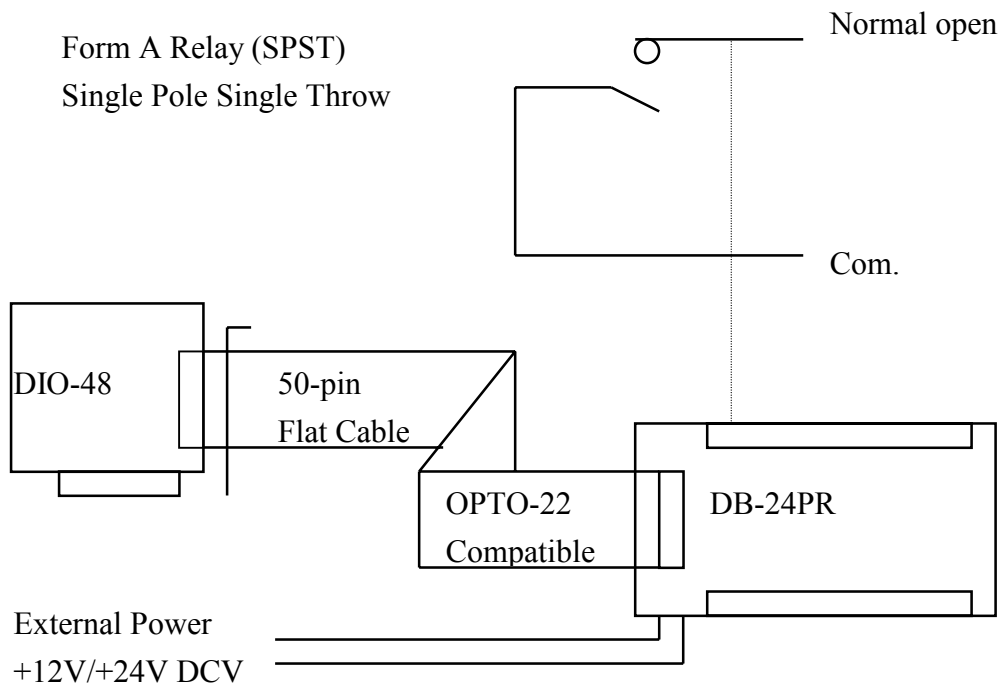 Form A Relay (SPST)
Single Pole Single Throw
Normal open
Com.
DIO-48
50-pin
Flat Cable
OPTO-22
Compatible
DB-24PR
External Power
+12V/+24V DCV